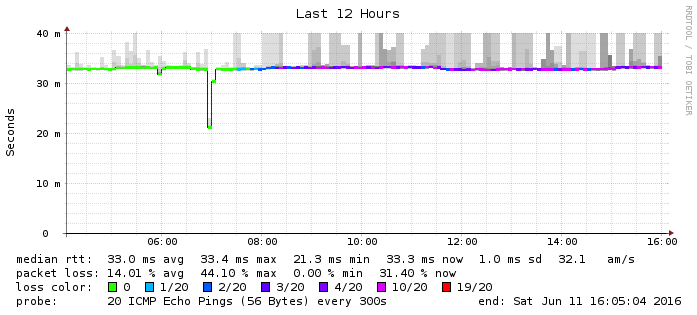 Last 12 Hours
RRDTOOL / TOBI OETIKER
Seconds
40 m
30 m
20 m
10 m
0
06:00 08:00 10:00 12:00 14:00 16:00
median rtt: 33.0 ms avg 33.4 ms max 21.3 ms min 33.3 ms now 1.0 ms sd 32.1 am/s
packet loss: 14.01 % avg 44.10 % max 0.00 % min 31.40 % now
loss color: 0 1/20 2/20 3/20 4/20 10/20 19/20
probe: 20 ICMP Echo Pings (56 Bytes) every 300s end: Sat Jun 11 16:05:04 2016